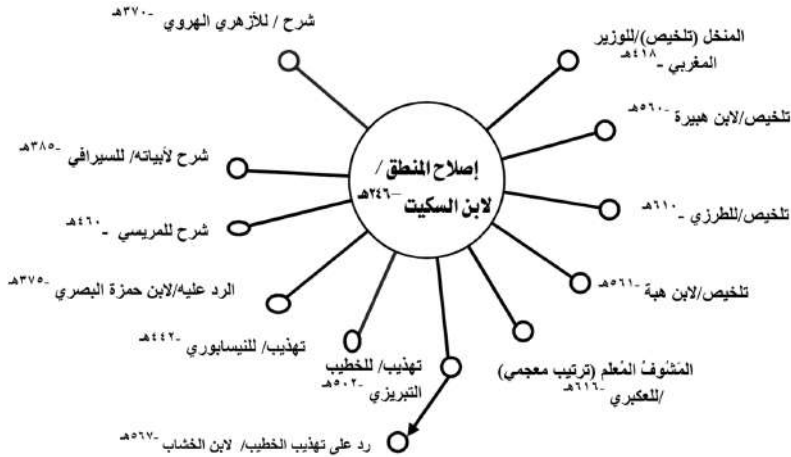 شرح / للأزهري الهروي -٣٧٠هـ
المنخل (تلخيص)/للوزير
المغربي -٤١٨هـ
تلخيص/لابن هبيرة -٥٦٠هـ
إصلاح المنطق /
لابن السكيت -٢٤٦هـ
شرح لأبياته/ للسيرافي -٣٨٥هـ
تلخيص/للطرزي -٦١٠هـ
شرح للمريسي -٤٦٠هـ
تلخيص/لابن هبة -٥٦١هـ
الرد عليه/لابن حمزة البصري -٣٧٥هـ
تهذيب/ للنيسابوري -٤٤٢هـ
تهذيب/ للخطيب
التبريزي -٥٠٢هـ
المَشُوفُ المُعلم (ترتيب معجمي)
/للعكبري -٦١٦هـ
رد على تهذيب الخطيب/ لابن الخشاب -٥٦٧هـ